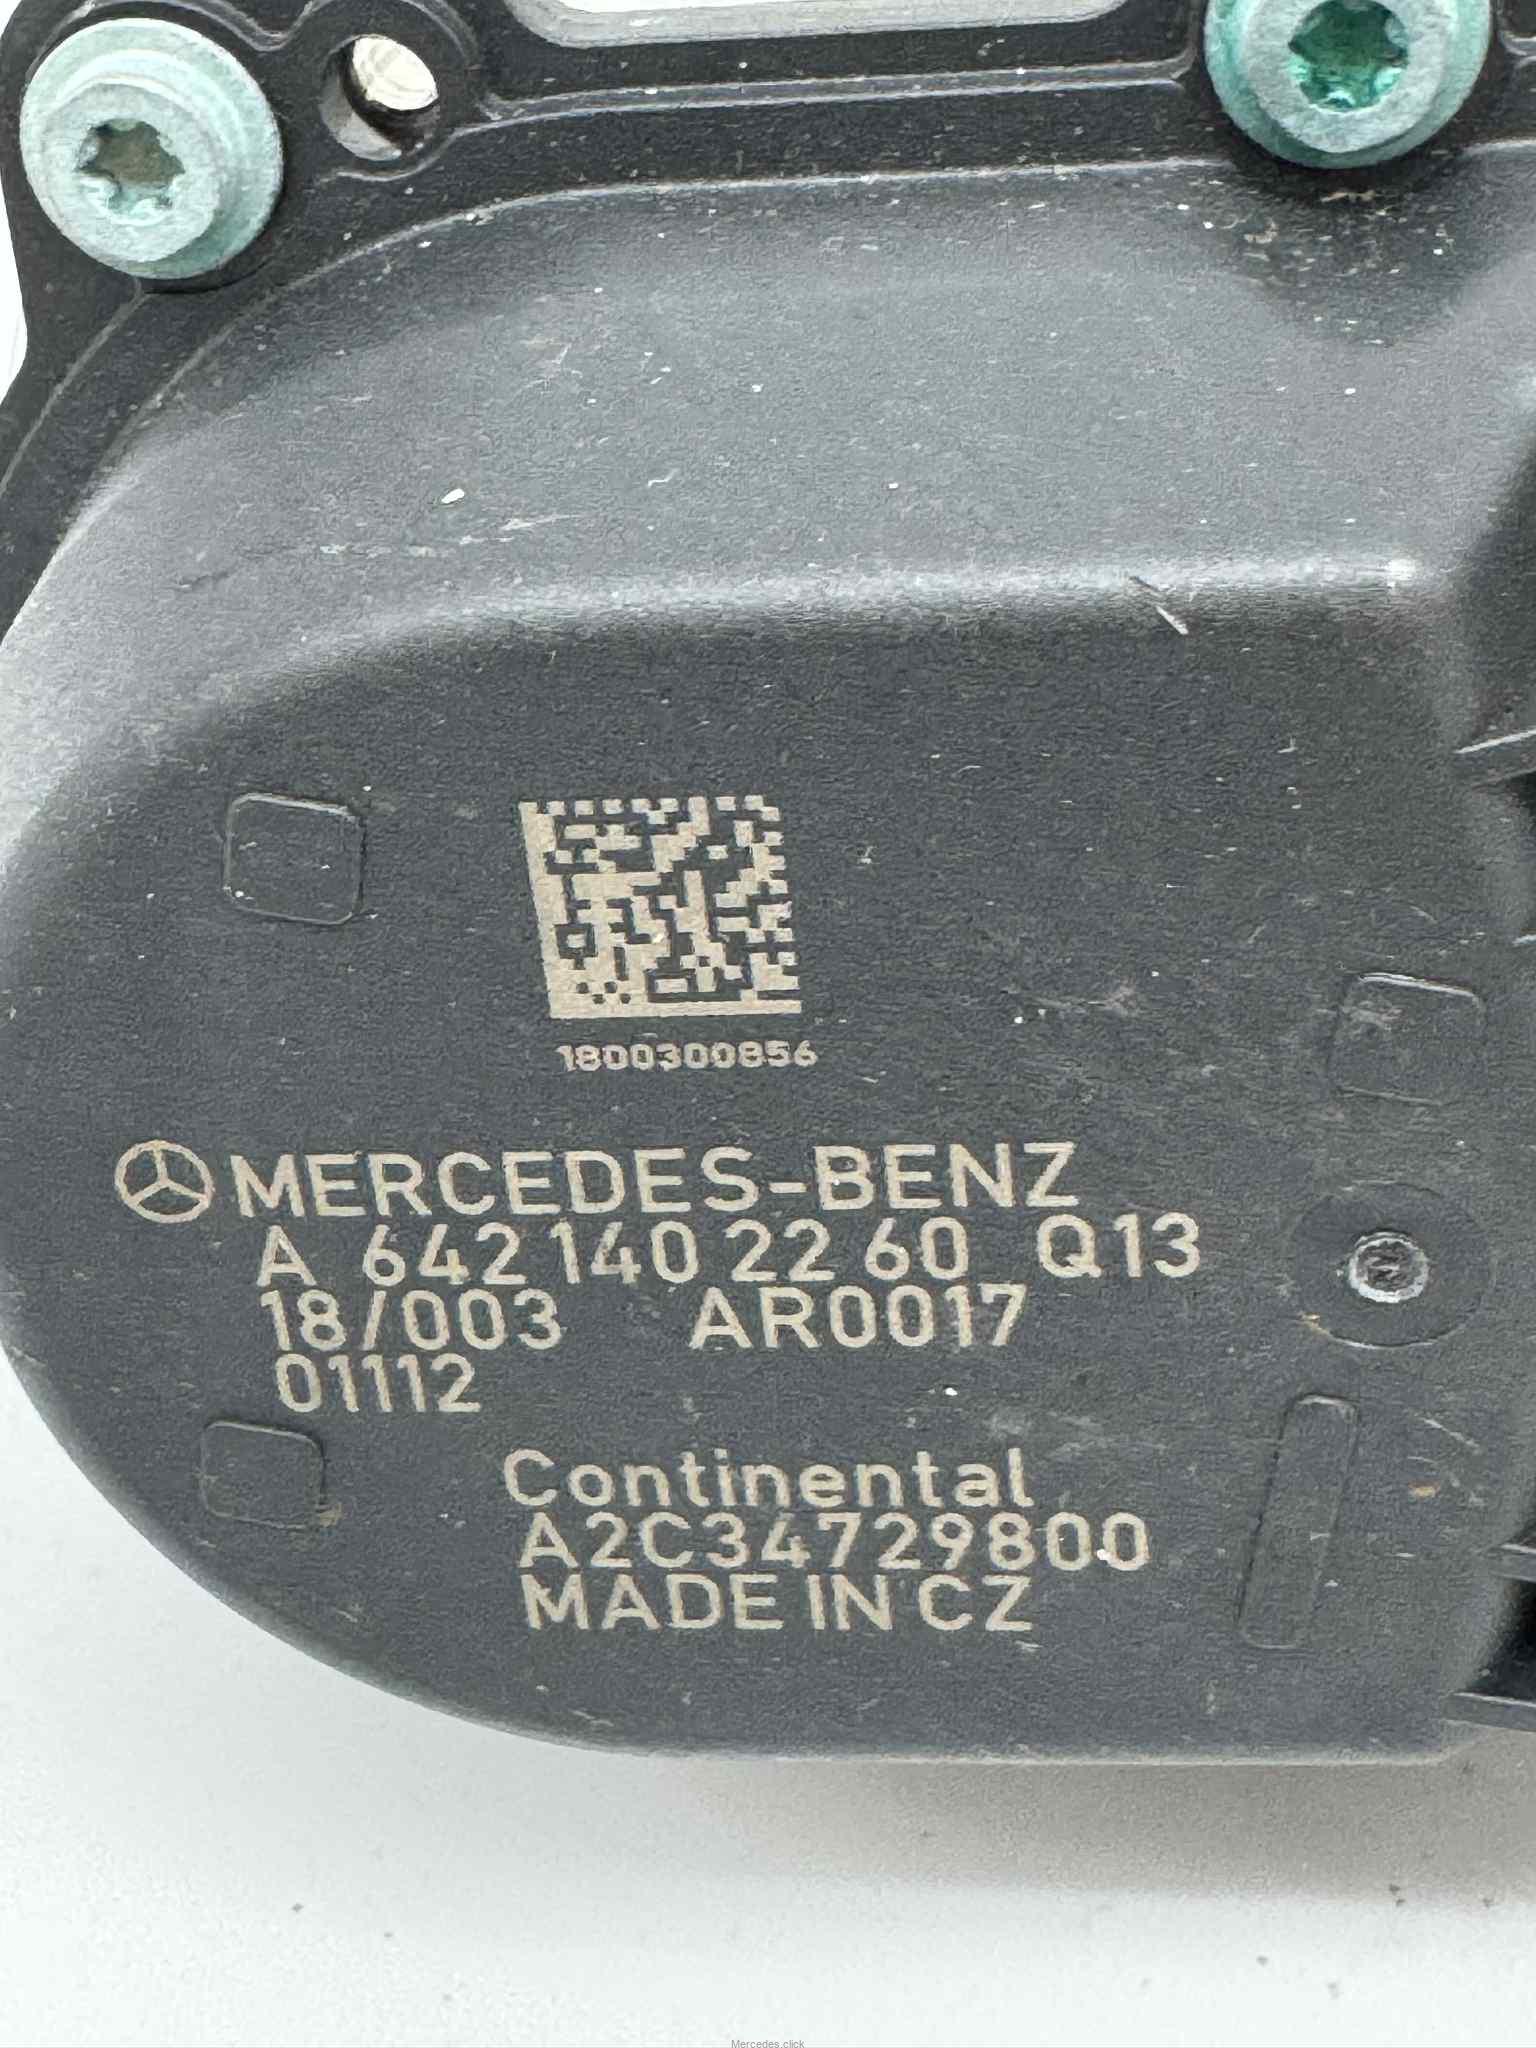 1800300856
MERCEDES-BENZ
A 642 140 22 60 Q13
18/003 AR0017
01112
Continental
A2C34729800
MADE IN CZ
Mercedes.click